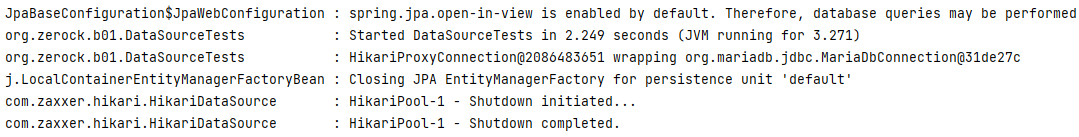 JpaBaseConfiguration$JpaWebConfiguration : spring.jpa.open-in-view is enabled by default. Therefore, database queries may be performed
org.zerock.b01.DataSourceTests : Started DataSourceTests in 2.249 seconds (JVM running for 3.271)
org.zerock.b01.DataSourceTests : HikariProxyConnection@2086483651 wrapping org.mariadb.jdbc.MariaDbConnection@31de27c
j.LocalContainerEntityManagerFactoryBean : Closing JPA EntityManagerFactory for persistence unit 'default'
com.zaxxer.hikari.HikariDataSource : HikariPool-1 - Shutdown initiated...
com.zaxxer.hikari.HikariDataSource : HikariPool-1 - Shutdown completed.